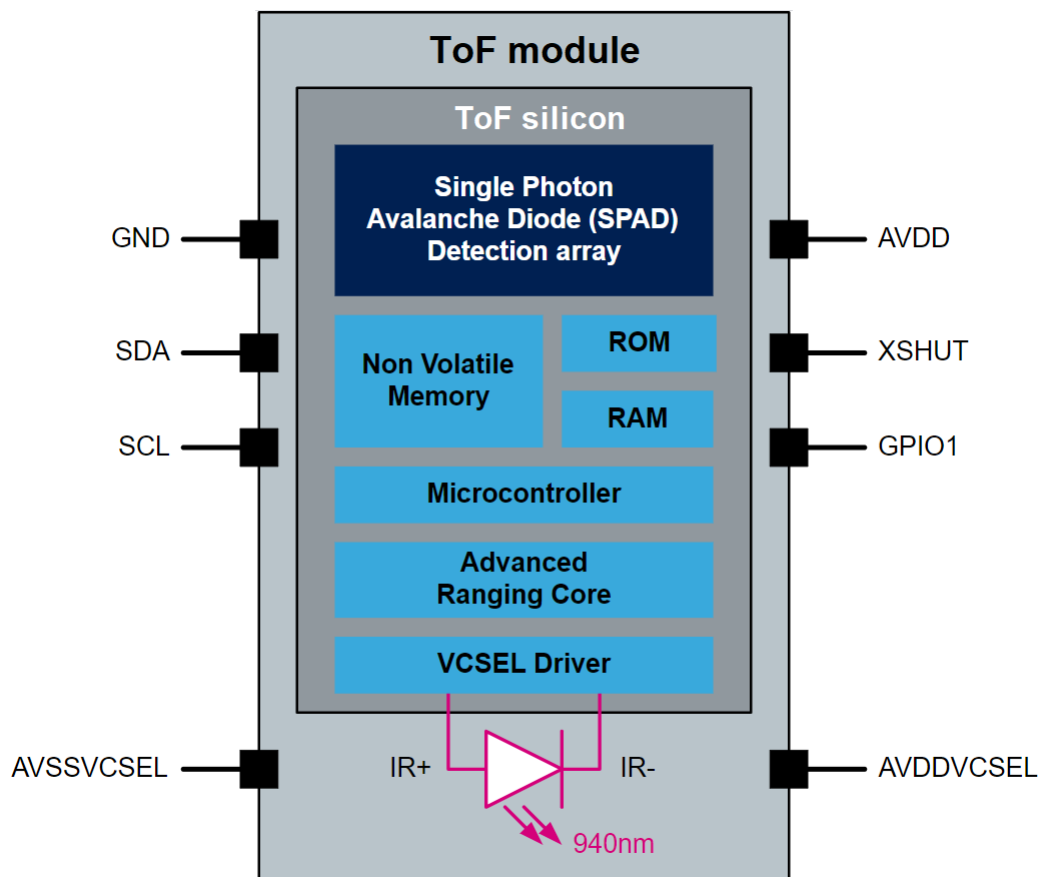 ToF module
ToF silicon
Single Photon
Avalanche Diode (SPAD)
Detection array
GND
AVDD
SDA
Non Volatile
Memory
ROM
XSHUT
SCL
RAM
GPIO1
Microcontroller
Advanced
Ranging Core
VCSEL Driver
AVSSVCSEL
IR+
IR-
AVDDVCSEL
940nm